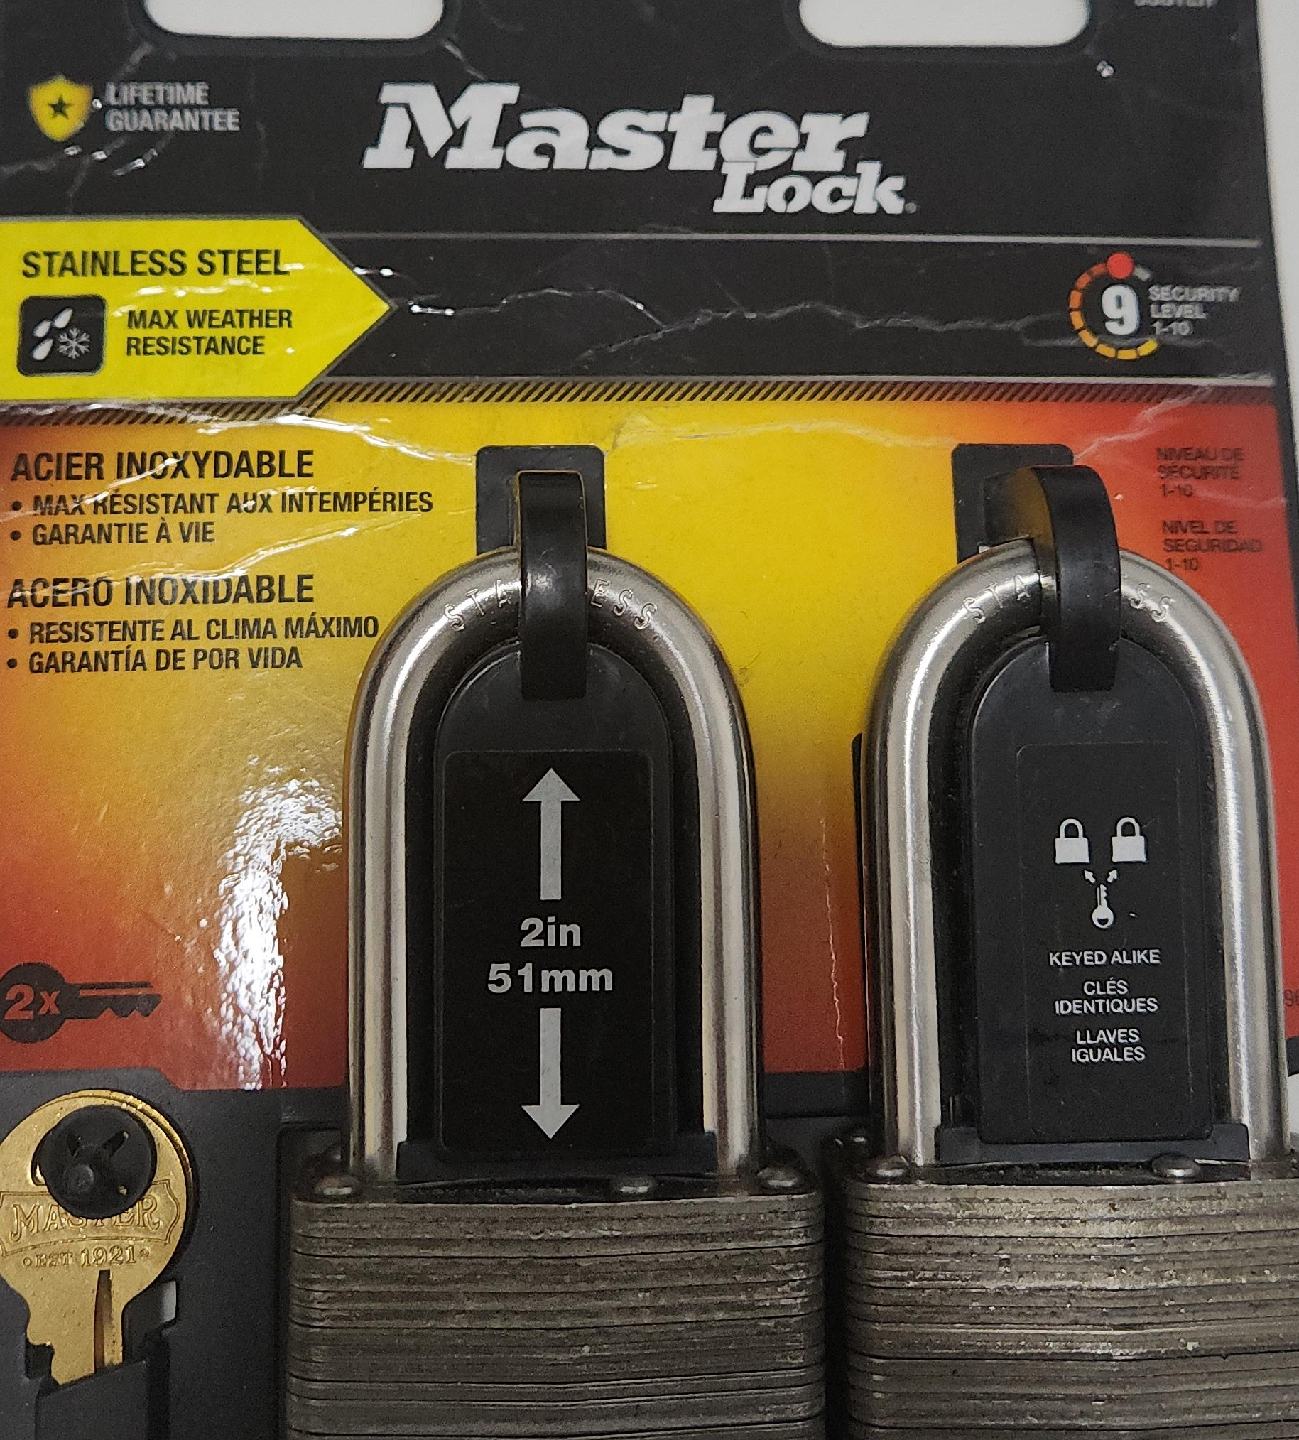 LIFETIME
GUARANTEE
Master
Lock
STAINLESS STEEL
MAX WEATHER
RESISTANCE
9
SECURITY
LEVEL
1-10
ACIER INOXYDABLE
• MAX RÉSISTANT AUX INTEMPÉRIES
• GARANTIE À VIE
ACERO INOXIDABLE
• RESISTENTE AL CLIMA MÁXIMO
• GARANTÍA DE POR VIDA
NIVEAU DE
SÉCURITÉ
1-10
NIVEL DE
SEGURIDAD
1-10
2in
51mm
KEYED ALIKE
CLÉS
IDENTIQUES
LLAVES
IGUALES
2x
MASTER
EST 1921